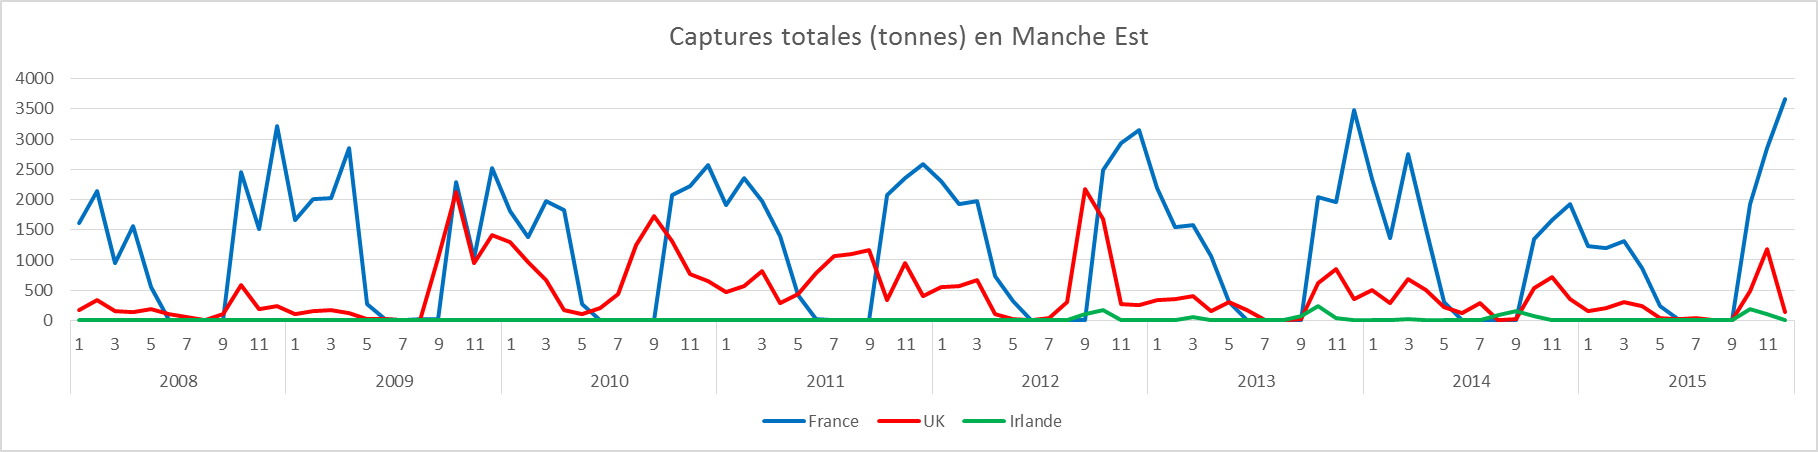 Captures totales (tonnes) en Manche Est
4000
3500
3000
2500
2000
1500
1000
500
0
1 3 5 7 9 11 1 3 5 7 9 11 1 3 5 7 9 11 1 3 5 7 9 11 1 3 5 7 9 11 1 3 5 7 9 11 1 3 5 7 9 11 1 3 5 7 9 11
2008 2009 2010 2011 2012 2013 2014 2015
France UK Irlande